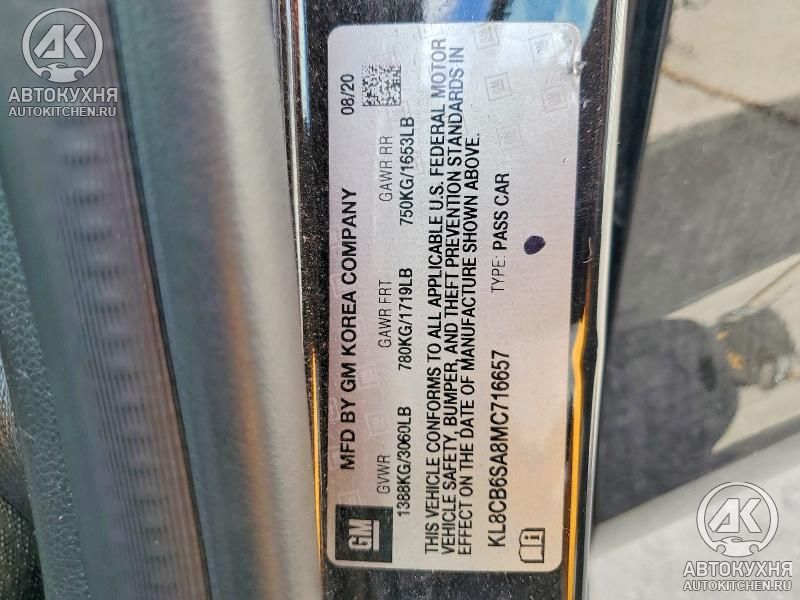 AK
АВТОКУХНЯ
AUTOKITCHEN.RU
GM
MFD BY GM KOREA COMPANY
08/20
GVWR
GAWR FRT
GAWR RR
1388KG/3060LB
780KG/1719LB
750KG/1653LB
THIS VEHICLE CONFORMS TO ALL APPLICABLE U.S. FEDERAL MOTOR
VEHICLE SAFETY, BUMPER, AND THEFT PREVENTION STANDARDS IN
EFFECT ON THE DATE OF MANUFACTURE SHOWN ABOVE.
KL8CB6SA8MC716657
TYPE: PASS CAR
AK
АВТОКУХНЯ
AUTOKITCHEN.RU